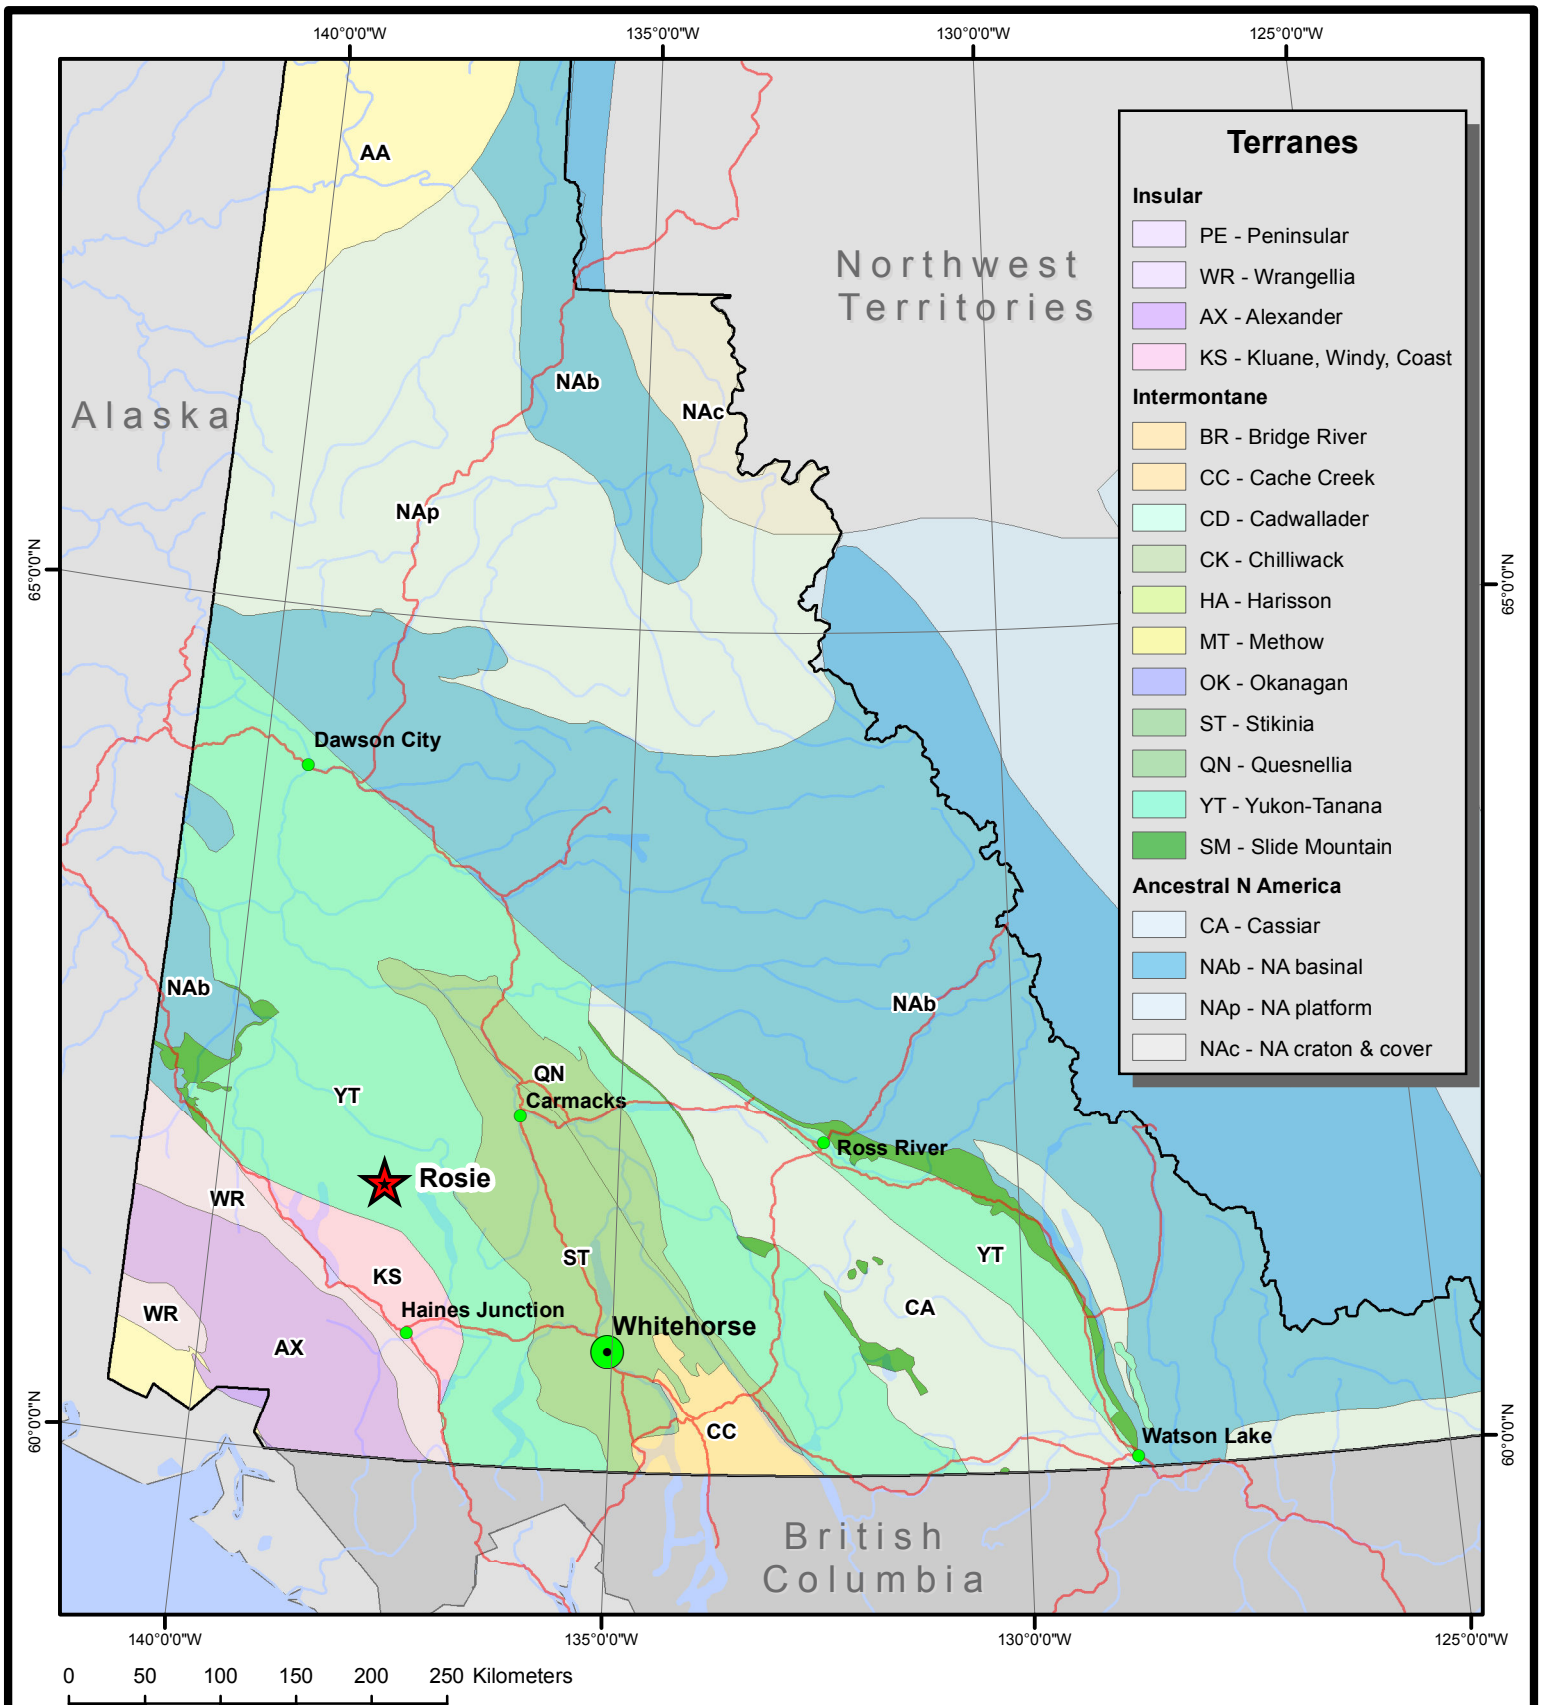 140°0'0"W
135°0'0"W
130°0'0"W
125°0'0"W
Terranes
Insular
PE - Peninsular
WR - Wrangellia
AX - Alexander
KS - Kluane, Windy, Coast
Intermontane
BR - Bridge River
CC - Cache Creek
CD - Cadwallader
CK - Chilliwack
HA - Harisson
MT - Methow
OK - Okanagan
ST - Stikinia
QN - Quesnellia
YT - Yukon-Tanana
SM - Slide Mountain
Ancestral N America
CA - Cassiar
NAb - NA basinal
NAp - NA platform
NAc - NA craton & cover
AA
Northwest
Territories
NAb
NAc
Alaska
NAp
65°0'0"N
65°0'0"N
Dawson City
NAb
NAb
YT
QN
Carmacks
Ross River
Rosie
WR
ST
YT
KS
CA
WR
Haines Junction
Whitehorse
AX
60°0'0"N
60°0'0"N
CC
Watson Lake
British
Columbia
140°0'0"W
135°0'0"W
130°0'0"W
125°0'0"W
0 50 100 150 200 250 Kilometers